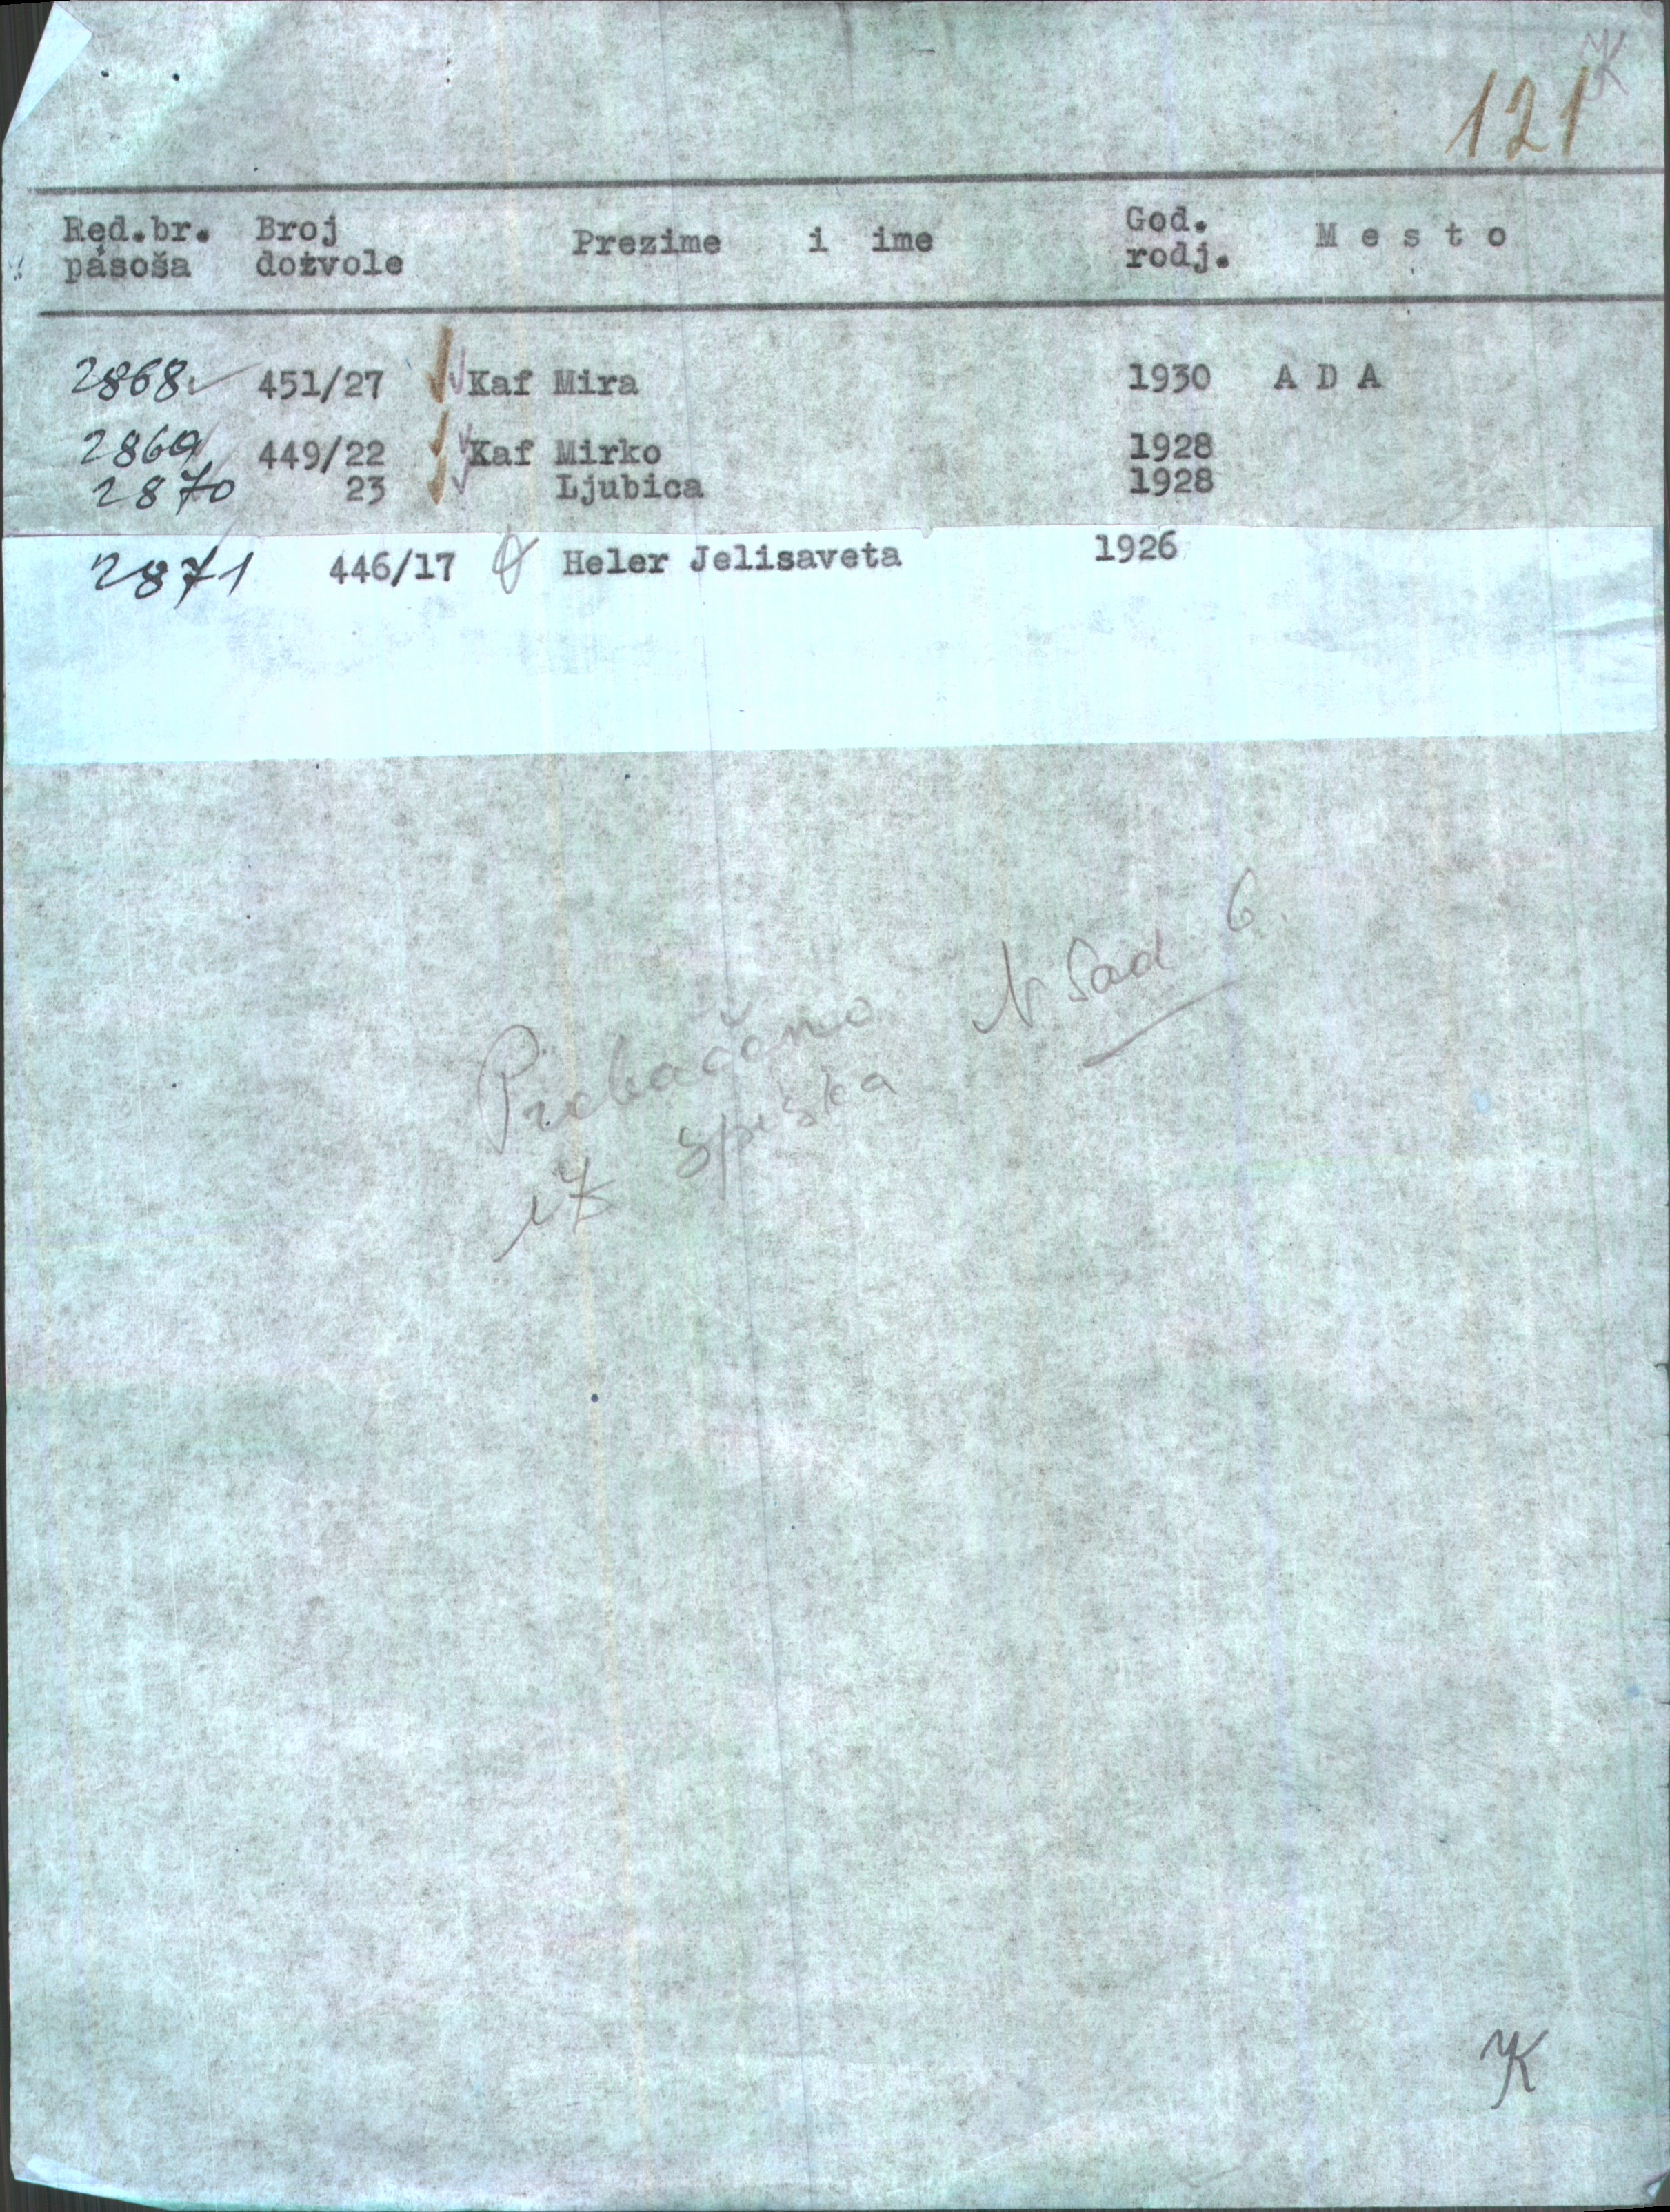 121
Red.br. Broj Prezime i ime God. Mesto
pasoša dozvole rodj.
2868 451/27 Kaf Mira 1930 ADA
2869 449/22 Kaf Mirko 1928
2870 23 Ljubica 1928
2871 446/17 Heler Jelisaveta 1926
Prebačeno N Sad 6.
iz spiska